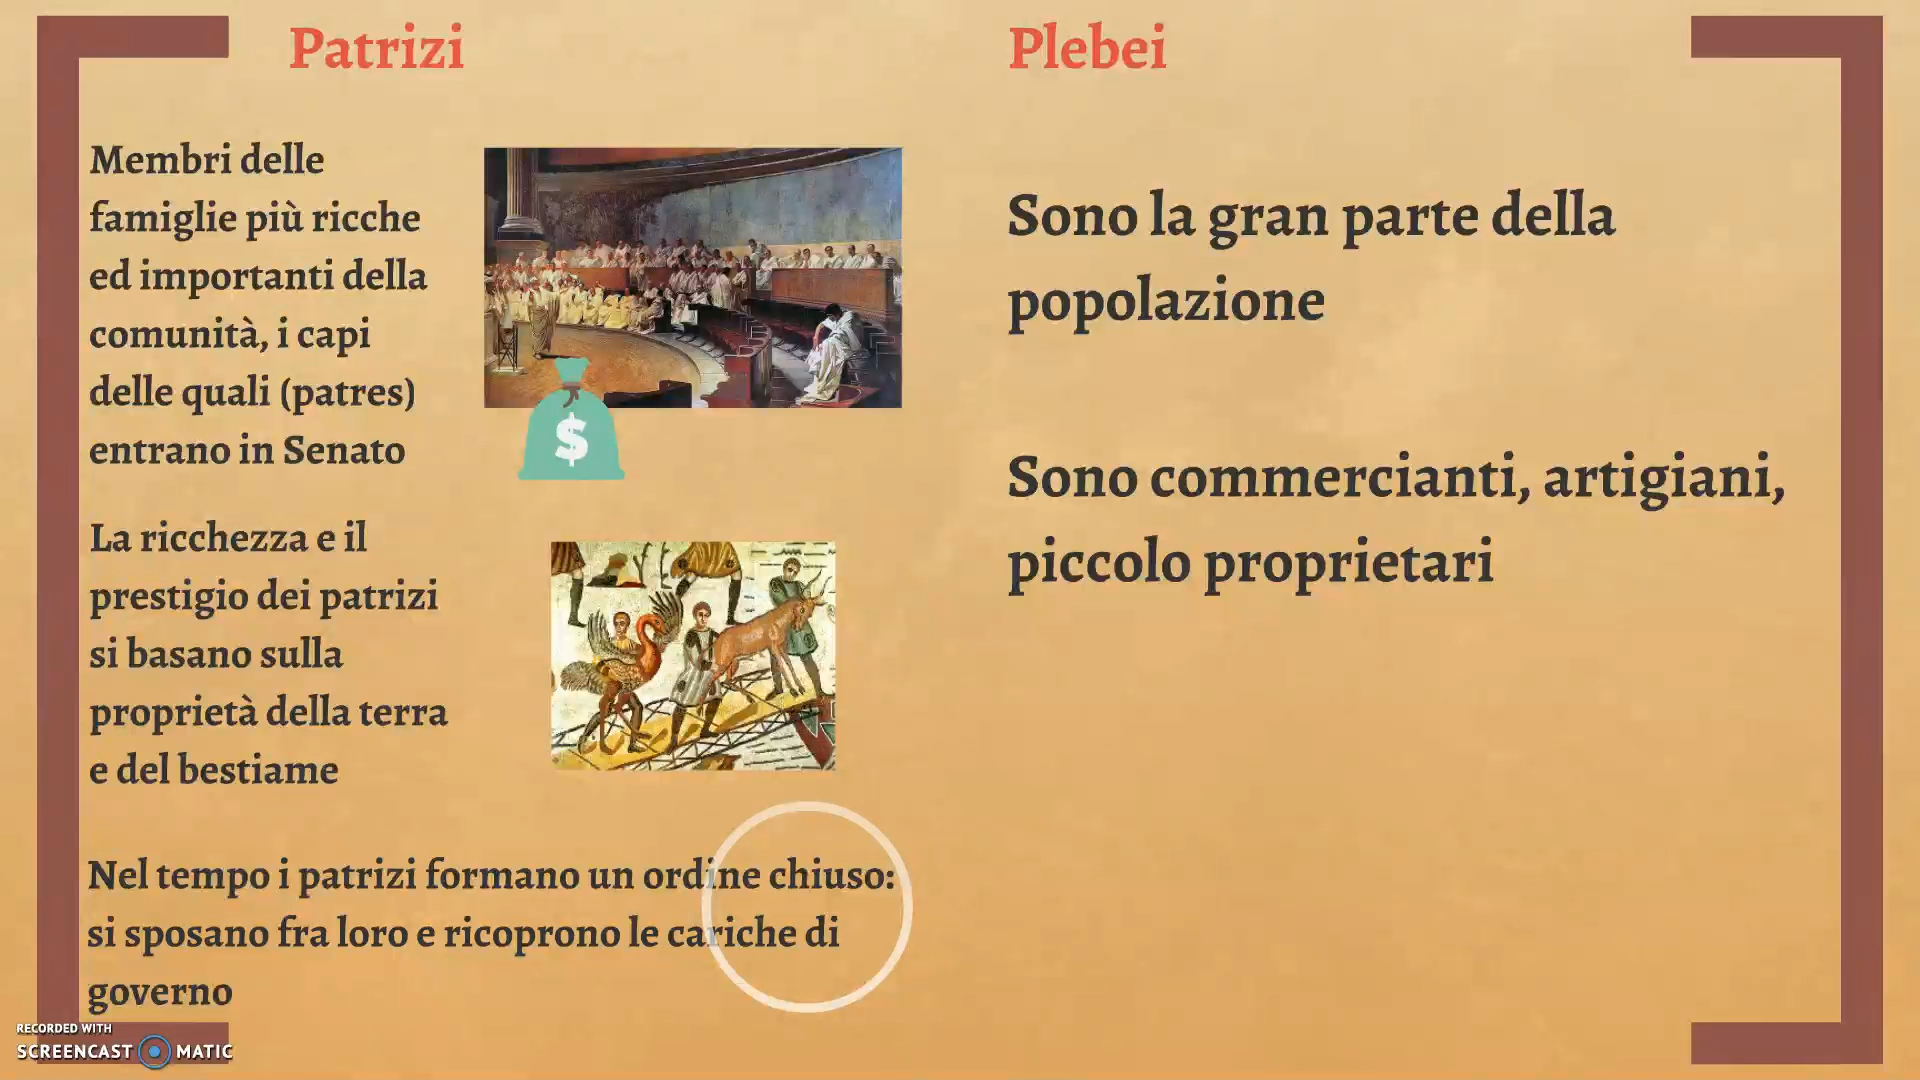 Patrizi
Membri delle
famiglie più ricche
ed importanti della
comunità, i capi
delle quali (patres)
entrano in Senato
$
La ricchezza e il
prestigio dei patrizi
si basano sulla
proprietà della terra
e del bestiame
Nel tempo i patrizi formano un ordine chiuso:
si sposano fra loro e ricoprono le cariche di
governo
Plebei
Sono la gran parte della
popolazione
Sono commercianti, artigiani,
piccolo proprietari
RECORDED WITH
SCREENCAST MATIC